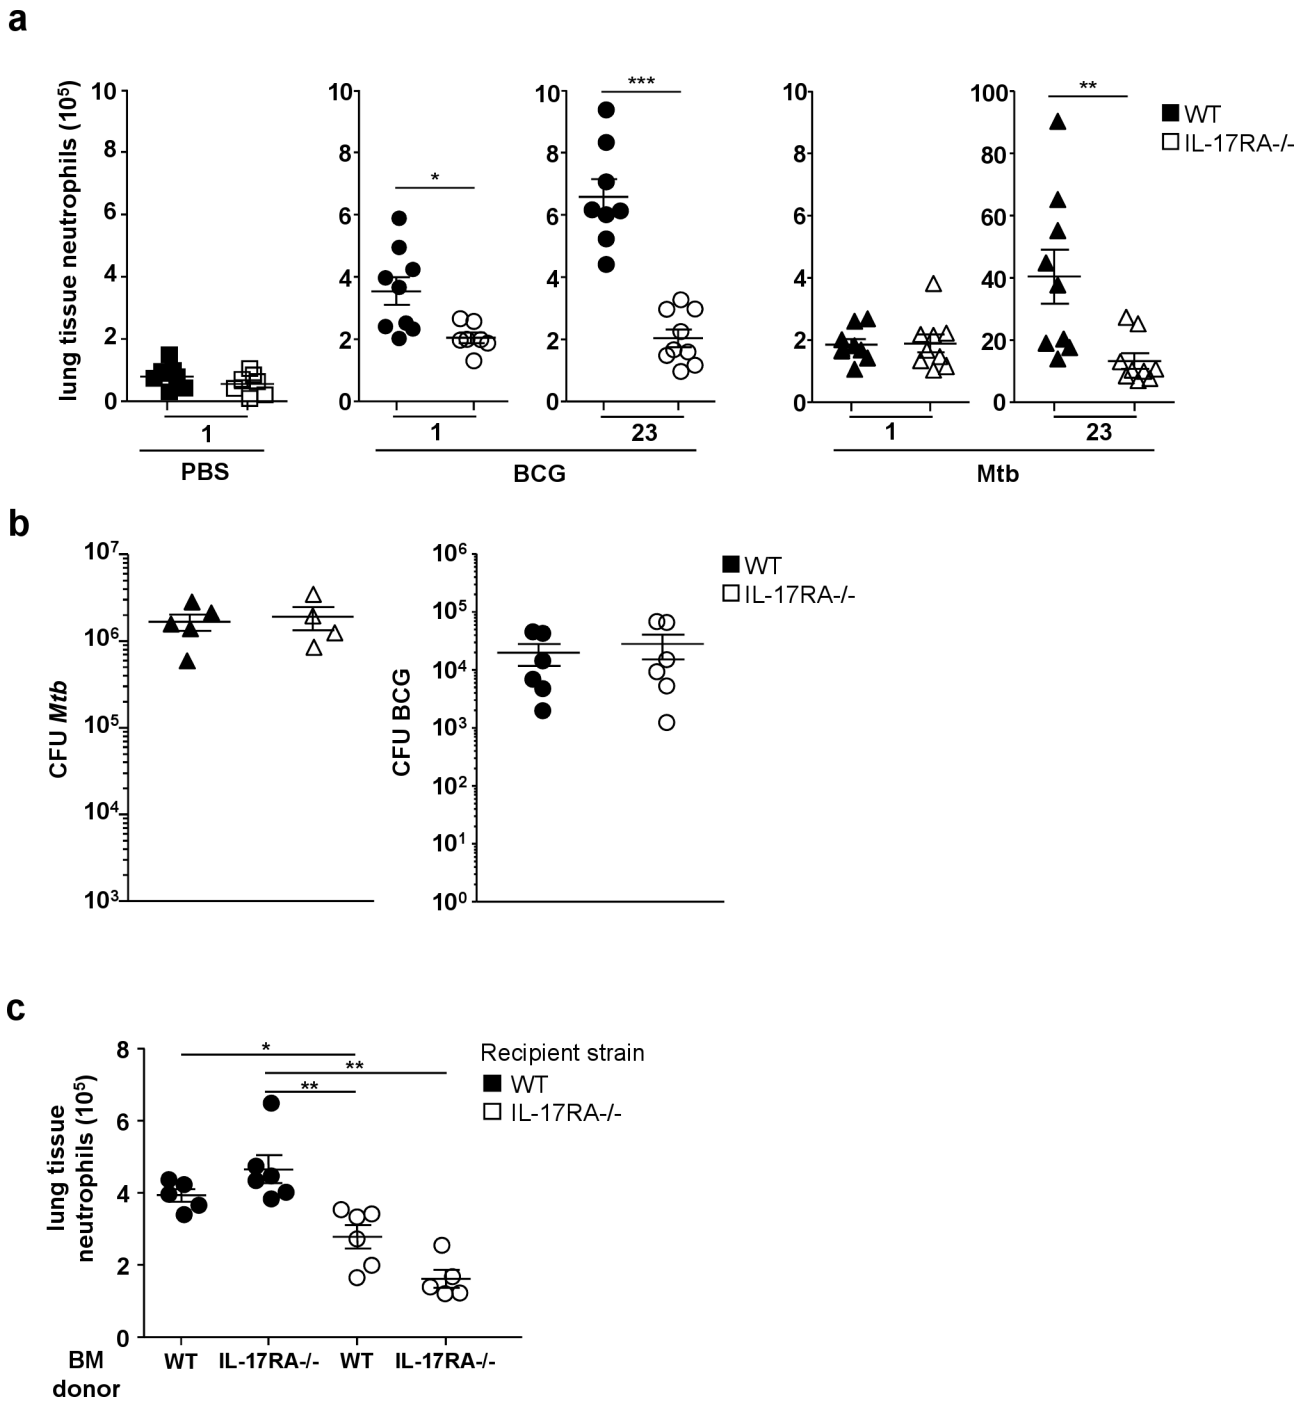 a
lung tissue neutrophils (10⁵)
10 8 6 4 2 0
1
PBS
10 8 6 4 2 0
*
1
10 8 6 4 2 0
***
23
BCG
10 8 6 4 2 0
1
100 80 60 40 20 0
**
23
Mtb
WT
IL-17RA-/-
b
CFU Mtb
10⁷ 10⁶ 10⁵ 10⁴ 10³
CFU BCG
10⁶ 10⁵ 10⁴ 10³ 10² 10¹ 10⁰
WT
IL-17RA-/-
c
lung tissue
neutrophils (10⁵)
8 6 4 2 0
*
**
**
Recipient strain
WT
IL-17RA-/-
BM
donor
WT IL-17RA-/- WT IL-17RA-/-